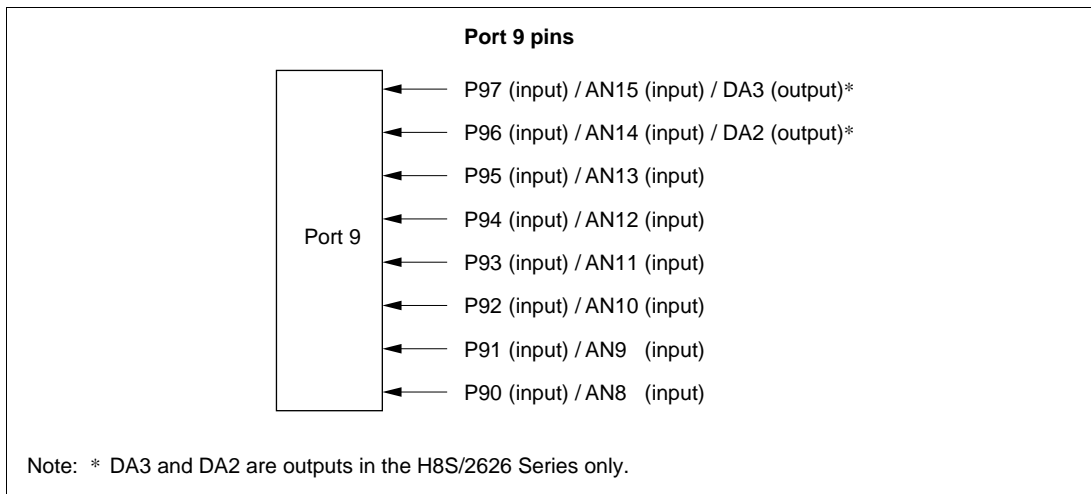 Port 9 pins
P97 (input) / AN15 (input) / DA3 (output)*
P96 (input) / AN14 (input) / DA2 (output)*
P95 (input) / AN13 (input)
P94 (input) / AN12 (input)
Port 9
P93 (input) / AN11 (input)
P92 (input) / AN10 (input)
P91 (input) / AN9 (input)
P90 (input) / AN8 (input)
Note: * DA3 and DA2 are outputs in the H8S/2626 Series only.